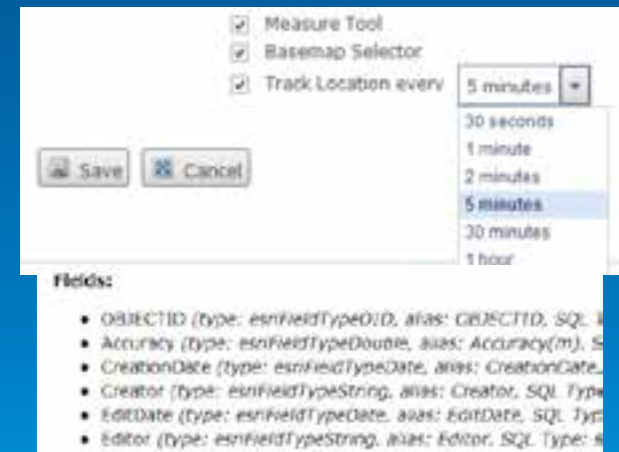 Measure Tool
Basemap Selector
Track Location every 5 minutes
30 seconds
1 minute
2 minutes
5 minutes
30 minutes
1 hour
Save Cancel
Fields:
• OBJECTID (type: esriFieldTypeOID, alias: OBJECTID, SQL
• Accuracy (type: esriFieldTypeDouble, alias: Accuracy(m), S
• CreationDate (type: esriFieldTypeDate, alias: CreationDate,
• Creator (type: esriFieldTypeString, alias: Creator, SQL Type
• EditDate (type: esriFieldTypeDate, alias: EditDate, SQL Typ
• Editor (type: esriFieldTypeString, alias: Editor, SQL Type: s